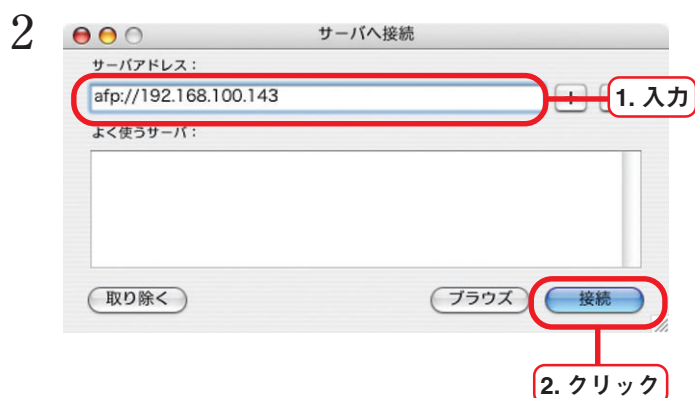 2
サーバへ接続
サーバアドレス：
afp://192.168.100.143
+
1. 入力
よく使うサーバ：
取り除く
ブラウズ
接続
2. クリック